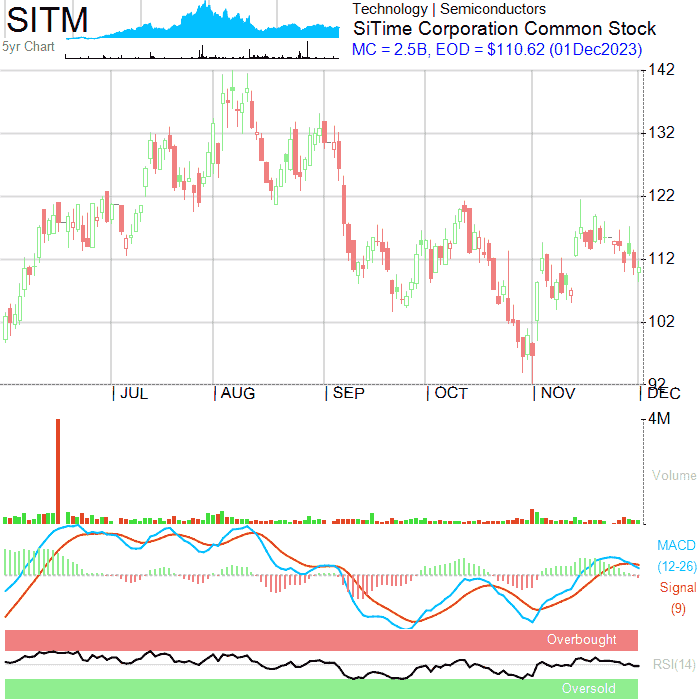 SITM
5yr Chart
Technology | Semiconductors
SiTime Corporation Common Stock
MC = 2.5B, EOD = $110.62 (01Dec2023)
142
132
122
112
102
92
JUL
AUG
SEP
OCT
NOV
DEC
4M
Volume
MACD
(12-26)
Signal
(9)
Overbought
RSI(14)
Oversold